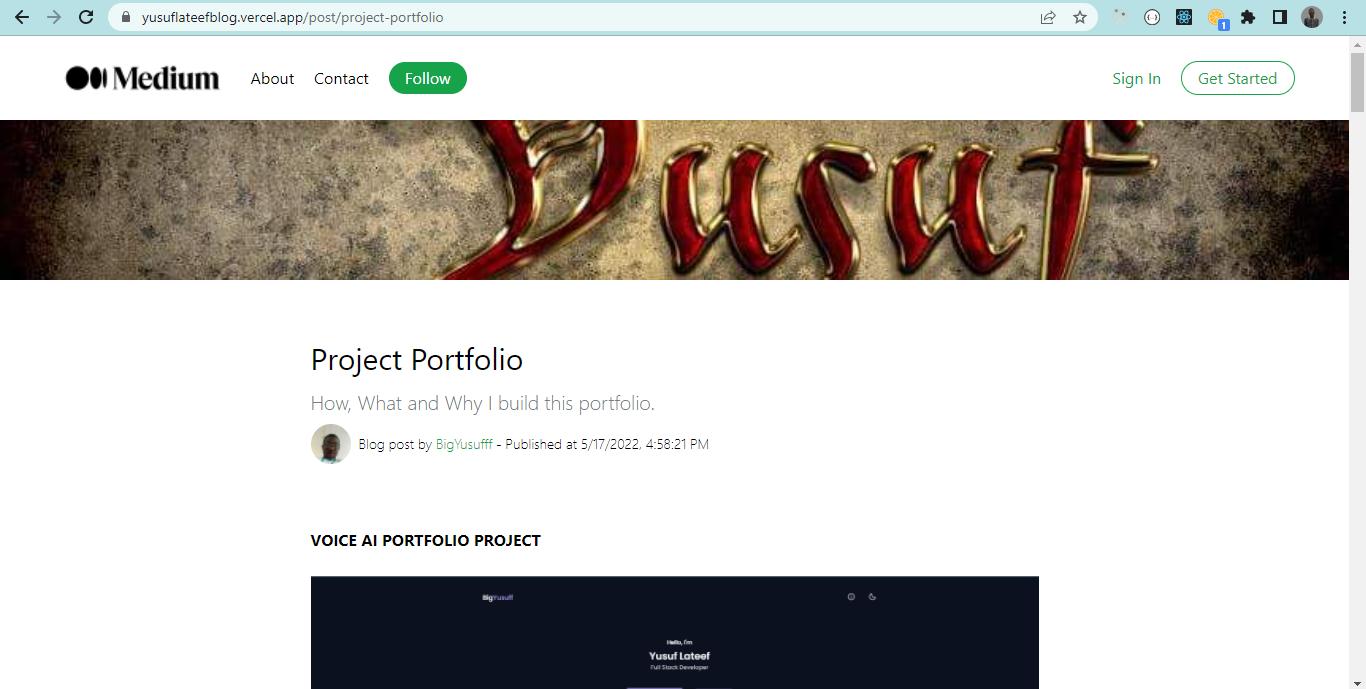 yusuflateefblog.vercel.app/post/project-portfolio
1
Medium About Contact Follow Sign In Get Started
Yusuf
Project Portfolio
How, What and Why I build this portfolio.
Blog post by BigYusufff - Published at 5/17/2022, 4:58:21 PM
VOICE AI PORTFOLIO PROJECT
BigYusuff
Hello, I'm
Yusuf Lateef
Full Stack Developer